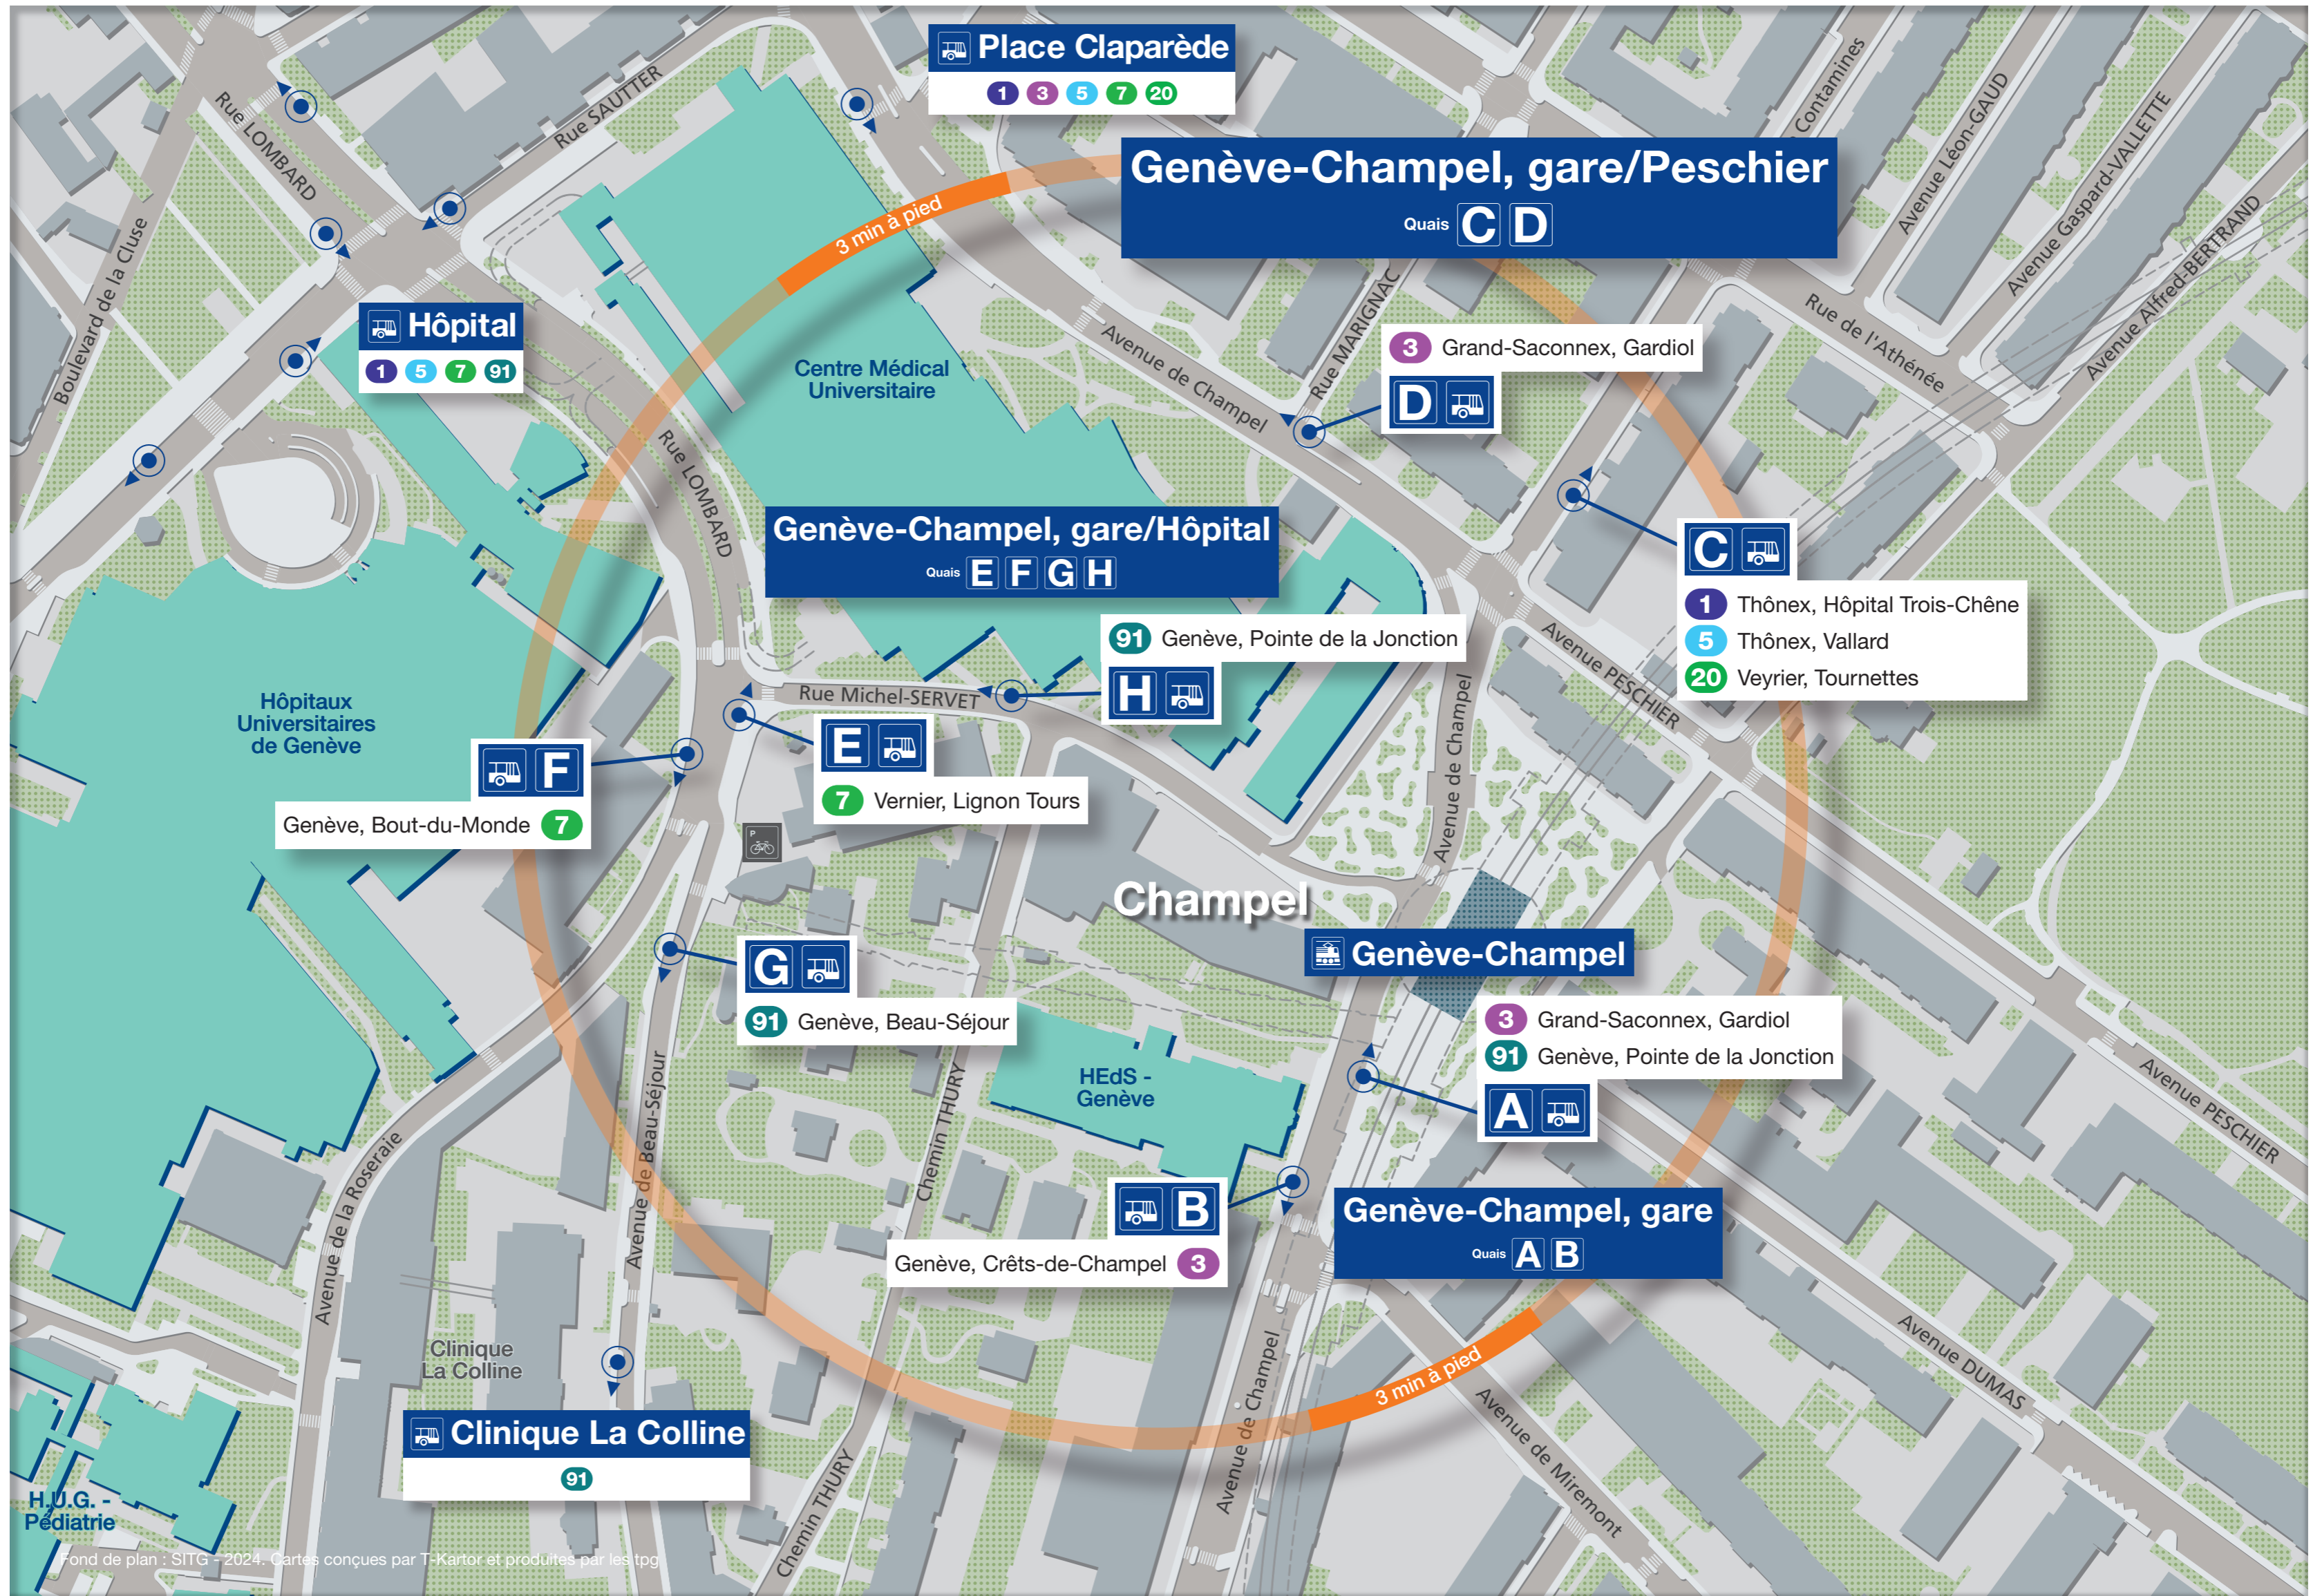 Place Claparède
1 3 5 7 20
Genève-Champel, gare/Peschier
Quais C D
Rue LOMBARD
Rue SAUTTER
Contamines
Avenue Léon-GAUD
Avenue Gaspard-VALLETTE
Avenue Alfred-BERTRAND
3 min à pied
Boulevard de la Cluse
Hôpital
1 5 7 91
Centre Médical
Universitaire
Avenue de Champel
Rue MARIGNAC
Rue de l'Athénée
3 Grand-Saconnex, Gardiol
D
Rue LOMBARD
Genève-Champel, gare/Hôpital
Quais E F G H
C
1 Thônex, Hôpital Trois-Chêne
5 Thônex, Vallard
20 Veyrier, Tournettes
91 Genève, Pointe de la Jonction
H
Avenue PESCHIER
Rue Michel-SERVET
Hôpitaux
Universitaires
de Genève
F
Genève, Bout-du-Monde 7
E
7 Vernier, Lignon Tours
P
Avenue de Champel
Champel
Genève-Champel
G
91 Genève, Beau-Séjour
3 Grand-Saconnex, Gardiol
91 Genève, Pointe de la Jonction
A
HEdS -
Genève
Avenue PESCHIER
Avenue de Beau-Séjour
Chemin THURY
Avenue de la Roseraie
B
Genève, Crêts-de-Champel 3
Genève-Champel, gare
Quais A B
Clinique
La Colline
Avenue DUMAS
3 min à pied
Avenue de Champel
Avenue de Miremont
Clinique La Colline
91
Chemin THURY
H.U.G. -
Pédiatrie
Fond de plan : SITG - 2024. Cartes conçues par T-Kartor et produites par les tpg